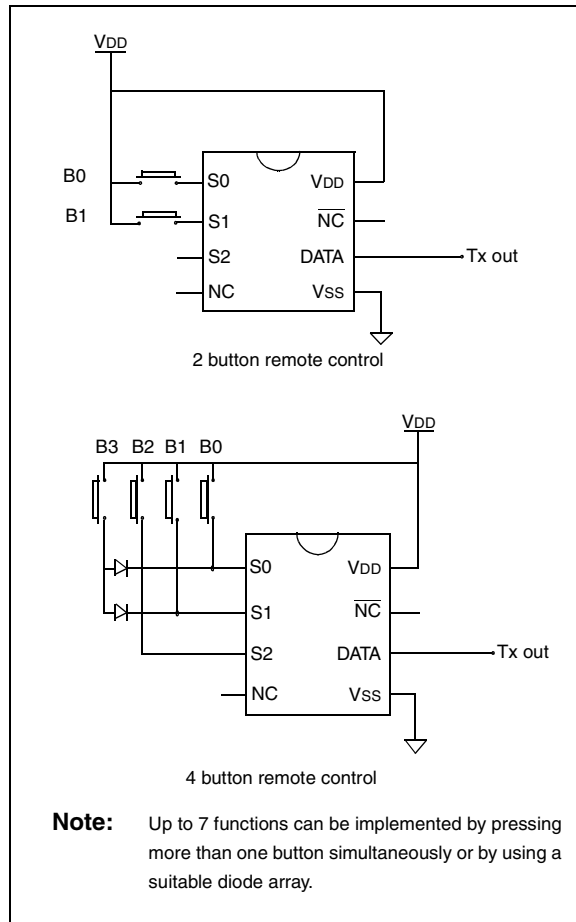 VDD
B0
B1
S0
S1
S2
NC
VDD
NC
DATA
VSS
Tx out
2 button remote control
VDD
B3 B2 B1 B0
S0
S1
S2
NC
VDD
NC
DATA
VSS
Tx out
4 button remote control
Note: Up to 7 functions can be implemented by pressing
more than one button simultaneously or by using a
suitable diode array.